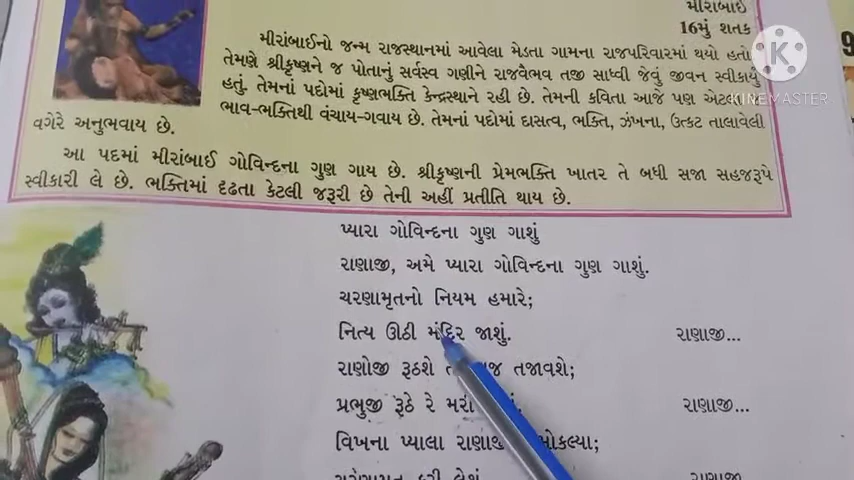 મીરાંબાઈ
16મું શતક
મીરાંબાઈનો જન્મ રાજસ્થાનમાં આવેલા મેડતા ગામના રાજપરિવારમાં થયો હતો
તેમણે શ્રીકૃષ્ણને જ પોતાનું સર્વસ્વ ગણીને રાજવૈભવ તજી સાધ્વી જેવું જીવન સ્વીકાર્યું
હતું. તેમનાં પદોમાં કૃષ્ણભક્તિ કેન્દ્રસ્થાને રહી છે. તેમની કવિતા આજે પણ
ભાવ-ભક્તિથી વંચાય-ગવાય છે. તેમનાં પદોમાં દાસત્વ, ભક્તિ, ઝંખના, ઉત્કટ તાલાવેલી
વગેરે અનુભવાય છે.
આ પદમાં મીરાંબાઈ ગોવિન્દના ગુણ ગાય છે. શ્રીકૃષ્ણની પ્રેમભક્તિ ખાતર તે બધી સજા સહજરૂપે
સ્વીકારી લે છે. ભક્તિમાં દૃઢતા કેટલી જરૂરી છે તેની અહીં પ્રતીતિ થાય છે.
KINEMASTER
પ્યારા ગોવિન્દના ગુણ ગાશું
રાણાજી, અમે પ્યારા ગોવિન્દના ગુણ ગાશું.
ચરણામૃતનો નિયમ હમારે;
નિત્ય ઊઠી મંદિર જાશું. રાણાજી...
રાણોજી રૂઠશે તજાવશે;
પ્રભુજી રૂઠે રે રાણાજી...
વિખના પ્યાલા મોકલ્યા;
રાણાજી